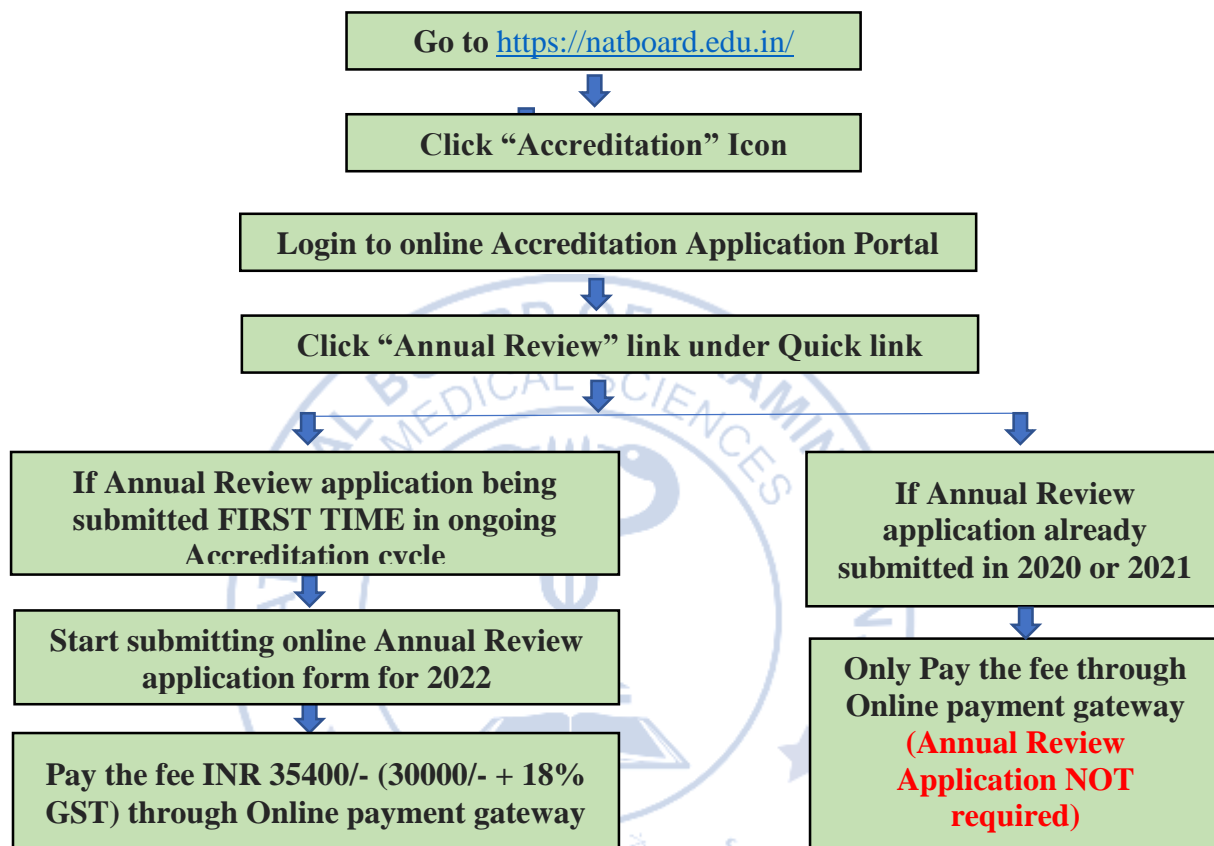 Go to https://natboard.edu.in/
Click “Accreditation” Icon
Login to online Accreditation Application Portal
Click “Annual Review” link under Quick link
If Annual Review application being
submitted FIRST TIME in ongoing
Accreditation cycle
Start submitting online Annual Review
application form for 2022
Pay the fee INR 35400/- (30000/- + 18%
GST) through Online payment gateway
If Annual Review
application already
submitted in 2020 or 2021
Only Pay the fee through
Online payment gateway
(Annual Review
Application NOT
required)
MEDICAL SCIENCES